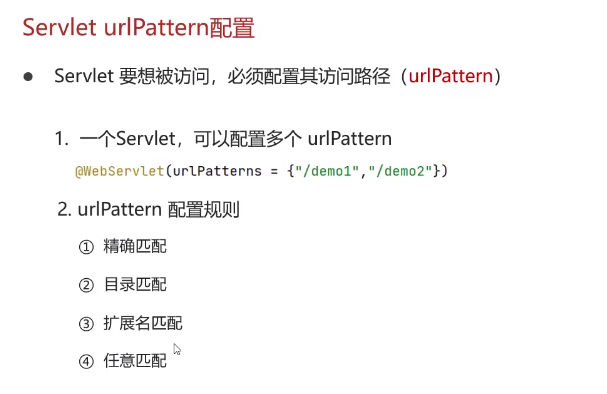 Servlet urlPattern配置
● Servlet 要想被访问，必须配置其访问路径（urlPattern）
1. 一个Servlet，可以配置多个 urlPattern
@WebServlet(urlPatterns = {"/demo1","/demo2"})
2. urlPattern 配置规则
① 精确匹配
② 目录匹配
③ 扩展名匹配
④ 任意匹配